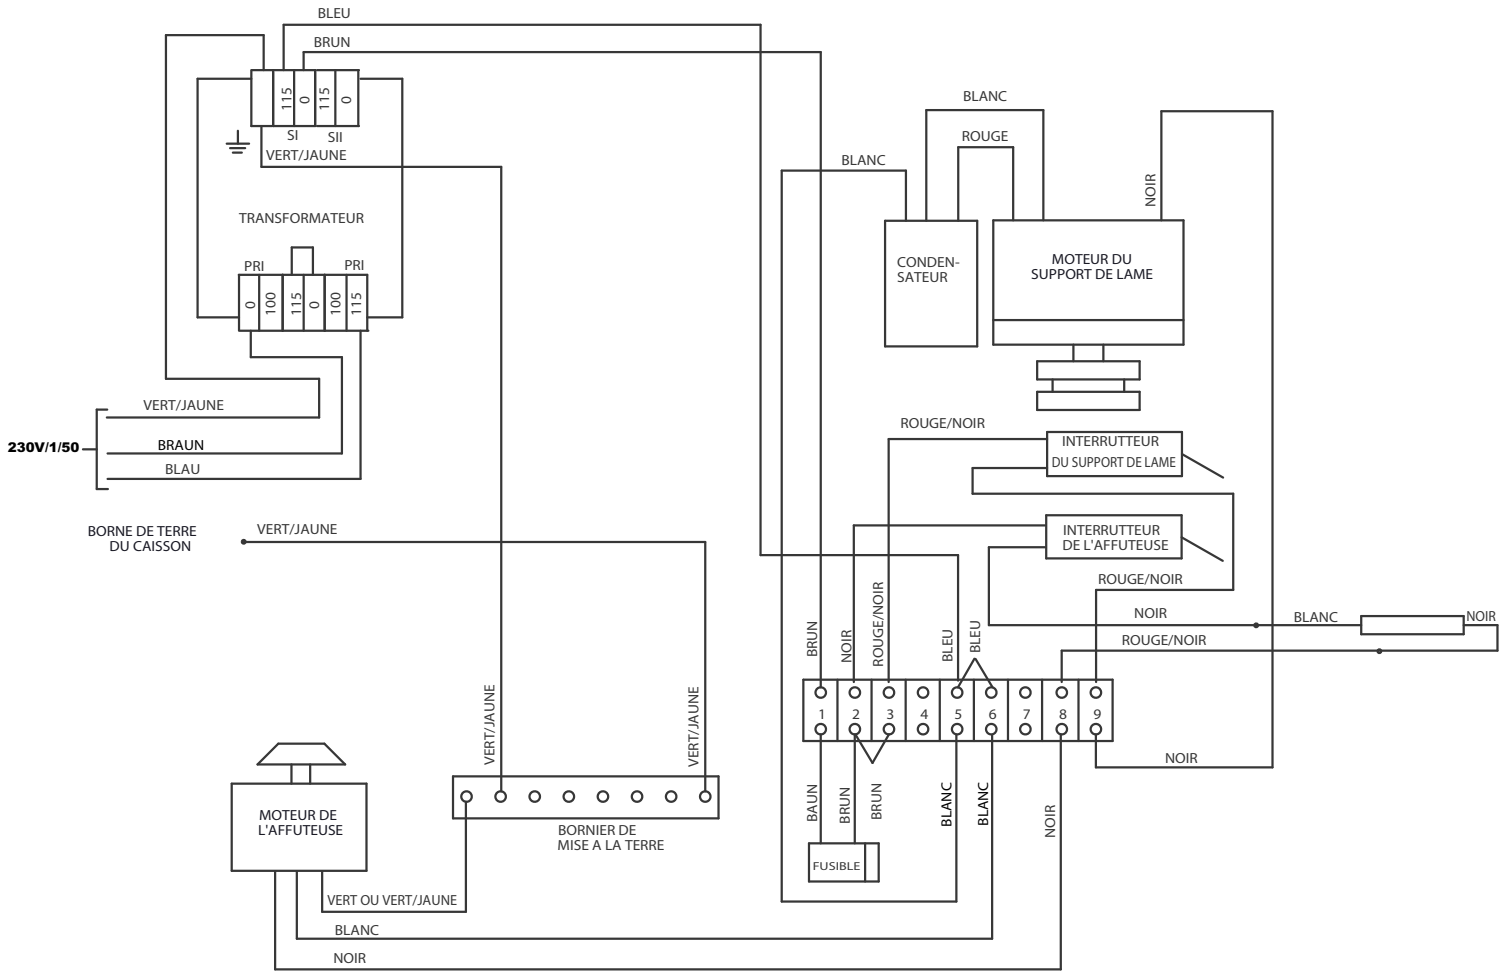 BLEU
BRUN
115
0
115
0
SI
SII
VERT/JAUNE
TRANSFORMATEUR
PRI
PRI
0
100
115
0
100
115
VERT/JAUNE
230V/1/50
BRAUN
BLAU
BORNE DE TERRE
DU CAISSON
VERT/JAUNE
BLANC
ROUGE
BLANC
NOIR
CONDEN-
SATEUR
MOTEUR DU
SUPPORT DE LAME
ROUGE/NOIR
INTERRUTTEUR
DU SUPPORT DE LAME
INTERRUTTEUR
DE L'AFFUTEUSE
ROUGE/NOIR
NOIR
BLANC
NOIR
ROUGE/NOIR
BRUN
NOIR
ROUGE/NOIR
BLEU
BLEU
1
2
3
4
5
6
7
8
9
NOIR
VERT/JAUNE
VERT/JAUNE
BAUN
BRUN
BRUN
BLANC
BLANC
NOIR
FUSIBLE
MOTEUR DE
L'AFFUTEUSE
BORNIER DE
MISE A LA TERRE
VERT OU VERT/JAUNE
BLANC
NOIR